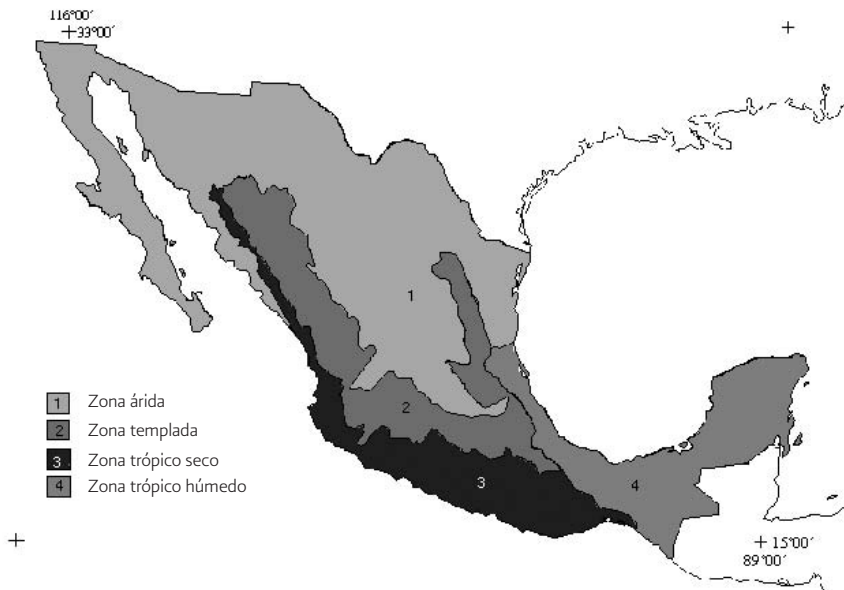 116°00´
33°00´
1
2
3
4
1 Zona árida
2 Zona templada
3 Zona trópico seco
4 Zona trópico húmedo
15°00´
89°00´